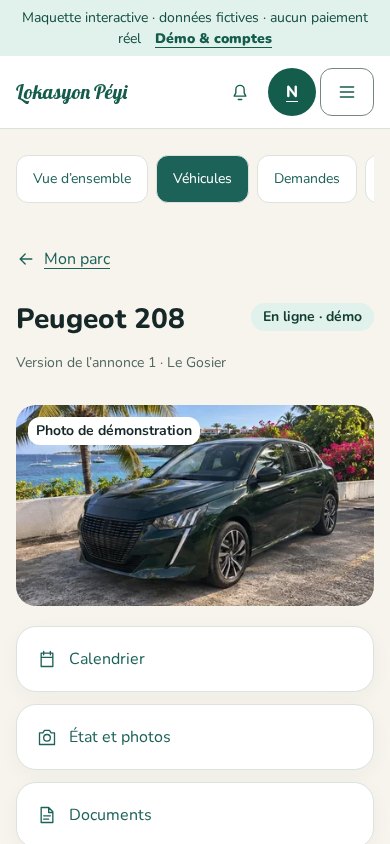 Maquette interactive · données fictives · aucun paiement
réel Démo & comptes
Lokasyon Péyi
N
Vue d’ensemble
Véhicules
Demandes
Mon parc
Peugeot 208
En ligne · démo
Version de l’annonce 1 · Le Gosier
Photo de démonstration
Calendrier
État et photos
Documents